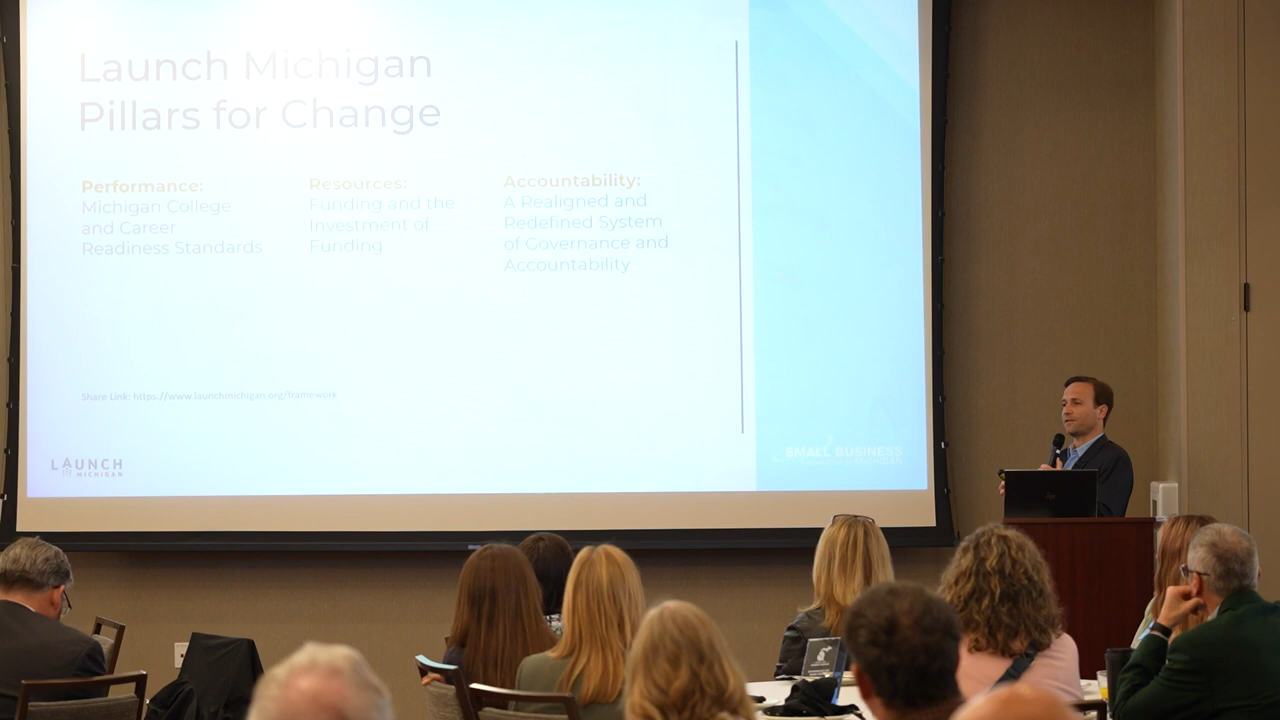 Launch Michigan
Pillars for Change
Performance:
Michigan College
and Career
Readiness Standards
Resources:
Funding and the
Investment of
Funding
Accountability:
A Realigned and
Redefined System
of Governance and
Accountability
Share Link: https://www.launchmichigan.org/framework
LAUNCH
MICHIGAN
SMALL BUSINESS
MICHIGAN
hp